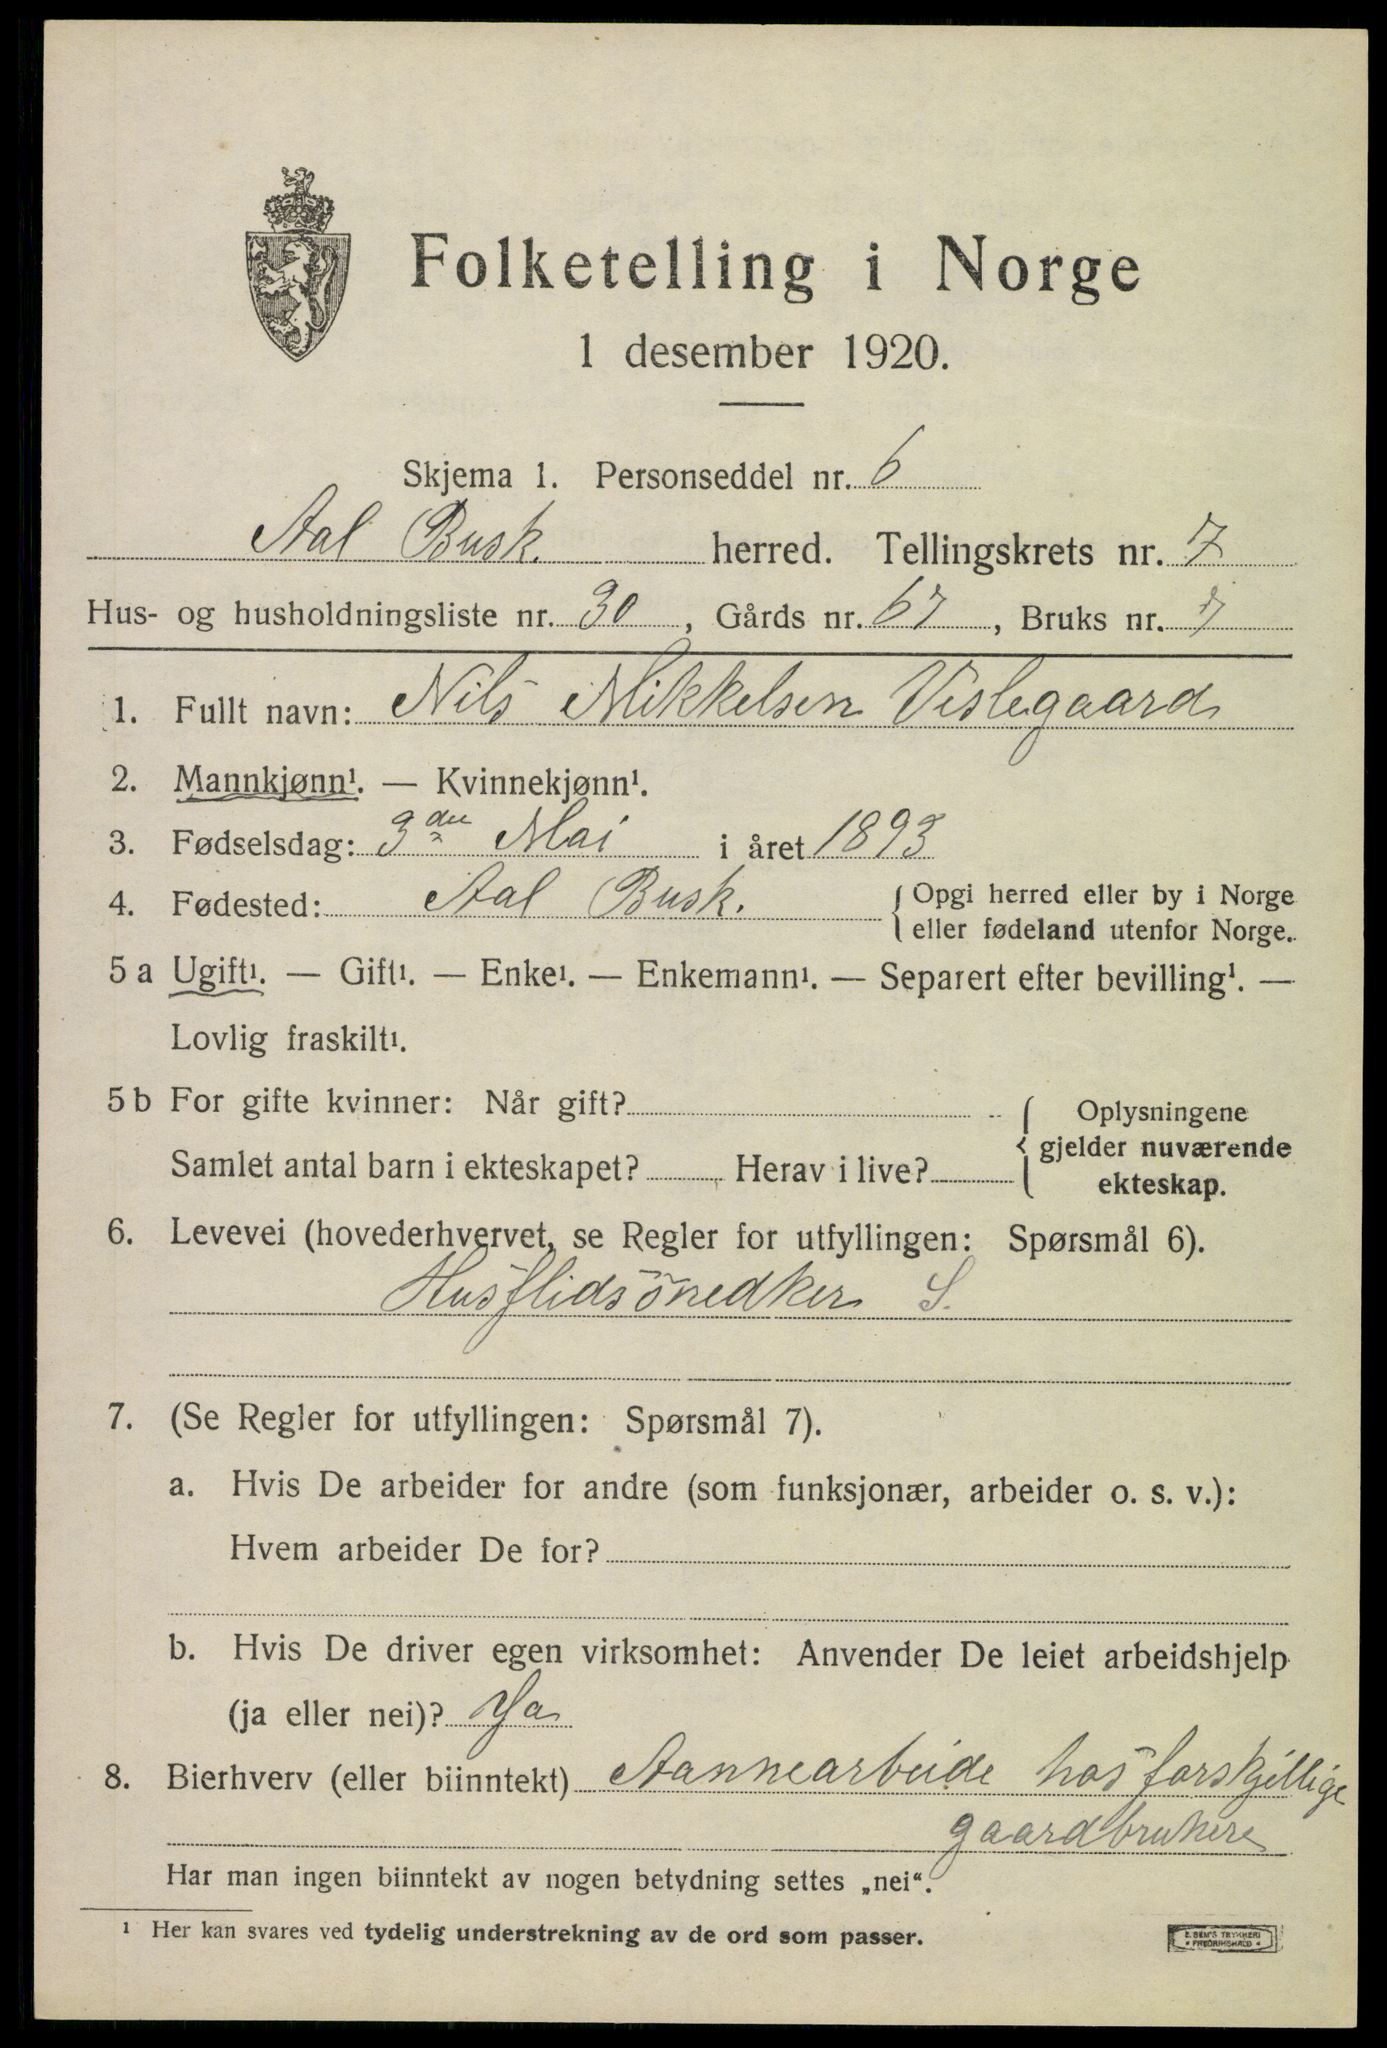 Folketelling i Norge
1 desember 1920.
Skjema 1. Personseddel nr. 6
Aal Busk. herred. Tellingskrets nr. 7
Hus- og husholdningsliste nr. 30, Gårds nr. 67, Bruks nr. 7
1. Fullt navn: Nils Mikkelsen Veslegaard
2. Mannkjønn¹. — Kvinnekjønn¹.
3. Fødselsdag: 3die Mai i året 1893
4. Fødested: Aal Busk. { Opgi herred eller by i Norge
eller fødeland utenfor Norge.
5 a Ugift¹. — Gift¹. — Enke¹. — Enkemann¹. — Separert efter bevilling¹. —
Lovlig fraskilt¹.
5 b For gifte kvinner: Når gift?
Samlet antal barn i ekteskapet? Herav i live?
{ Oplysningene
gjelder nuværende
ekteskap.
6. Levevei (hovederhvervet, se Regler for utfyllingen: Spørsmål 6).
Husflidsnedker S.
7. (Se Regler for utfyllingen: Spørsmål 7).
a. Hvis De arbeider for andre (som funksjonær, arbeider o. s. v.):
Hvem arbeider De for?
b. Hvis De driver egen virksomhet: Anvender De leiet arbeidshjelp
(ja eller nei)? Ja
8. Bierhverv (eller biinntekt) Aannearbeide hos forskjellige
gaardbrukere
Har man ingen biinntekt av nogen betydning settes „nei“.
¹ Her kan svares ved tydelig understrekning av de ord som passer.
E. SEM'S TRYKKERI
FREDRIKSHALD